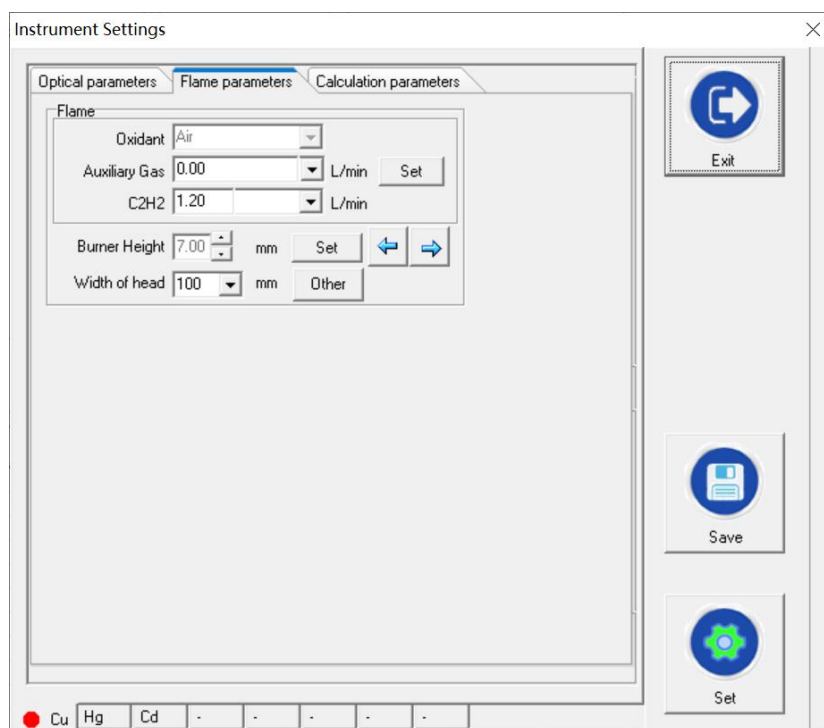 Instrument Settings
Optical parameters Flame parameters Calculation parameters
Flame
Oxidant Air
Auxiliary Gas 0.00 L/min Set
C2H2 1.20 L/min
Burner Height 7.00 mm Set
Width of head 100 mm Other
Exit
Save
Set
Cu Hg Cd - - - - -